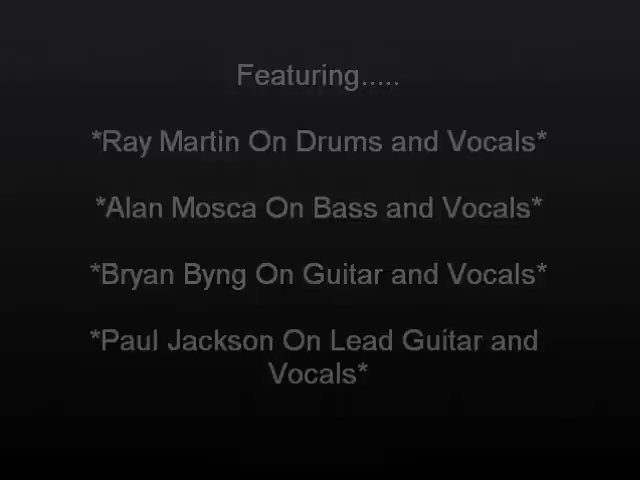 Featuring.....
*Ray Martin On Drums and Vocals*
*Alan Mosca On Bass and Vocals*
*Bryan Byng On Guitar and Vocals*
*Paul Jackson On Lead Guitar and
Vocals*